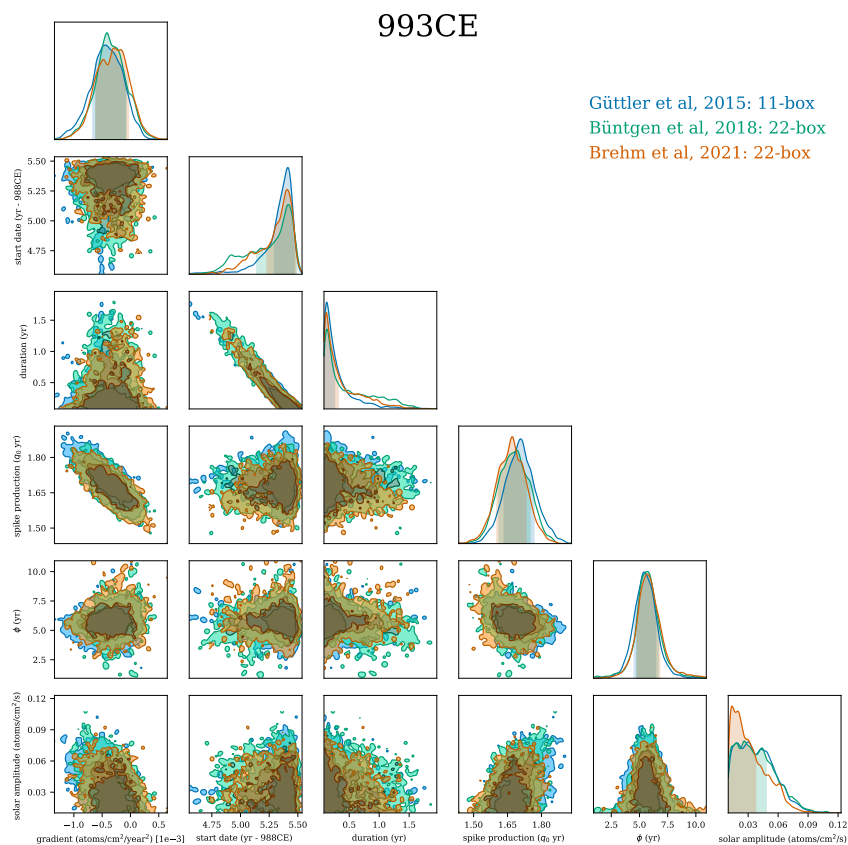 993CE
Güttler et al, 2015: 11-box
Büntgen et al, 2018: 22-box
Brehm et al, 2021: 22-box
start date (yr - 988CE)
5.50
5.25
5.00
4.75
duration (yr)
1.5
1.0
0.5
spike production (q₀ yr)
1.80
1.65
1.50
ϕ (yr)
10.0
7.5
5.0
2.5
solar amplitude (atoms/cm²/s)
0.12
0.09
0.06
0.03
−1.0 −0.5 0.0 0.5
gradient (atoms/cm²/year²) [1e−3]
4.75 5.00 5.25 5.50
start date (yr - 988CE)
0.5 1.0 1.5
duration (yr)
1.50 1.65 1.80
spike production (q₀ yr)
2.5 5.0 7.5 10.0
ϕ (yr)
0.03 0.06 0.09 0.12
solar amplitude (atoms/cm²/s)